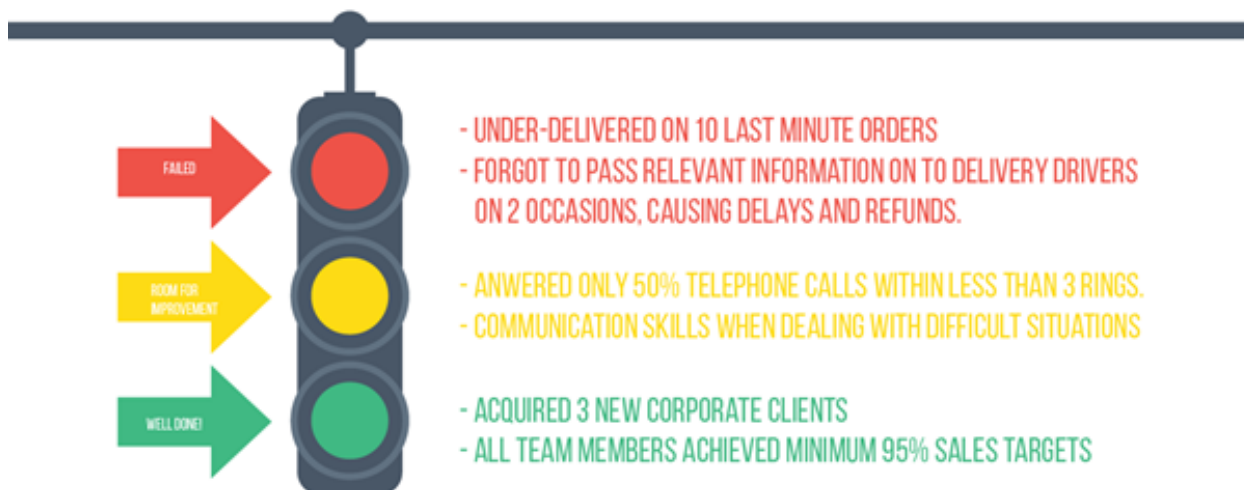 FAILED
- UNDER-DELIVERED ON 10 LAST MINUTE ORDERS
- FORGOT TO PASS RELEVANT INFORMATION ON TO DELIVERY DRIVERS
ON 2 OCCASIONS, CAUSING DELAYS AND REFUNDS.
ROOM FOR
IMPROVEMENT
- ANWERED ONLY 50% TELEPHONE CALLS WITHIN LESS THAN 3 RINGS.
- COMMUNICATION SKILLS WHEN DEALING WITH DIFFICULT SITUATIONS
WELL DONE!
- ACQUIRED 3 NEW CORPORATE CLIENTS
- ALL TEAM MEMBERS ACHIEVED MINIMUM 95% SALES TARGETS